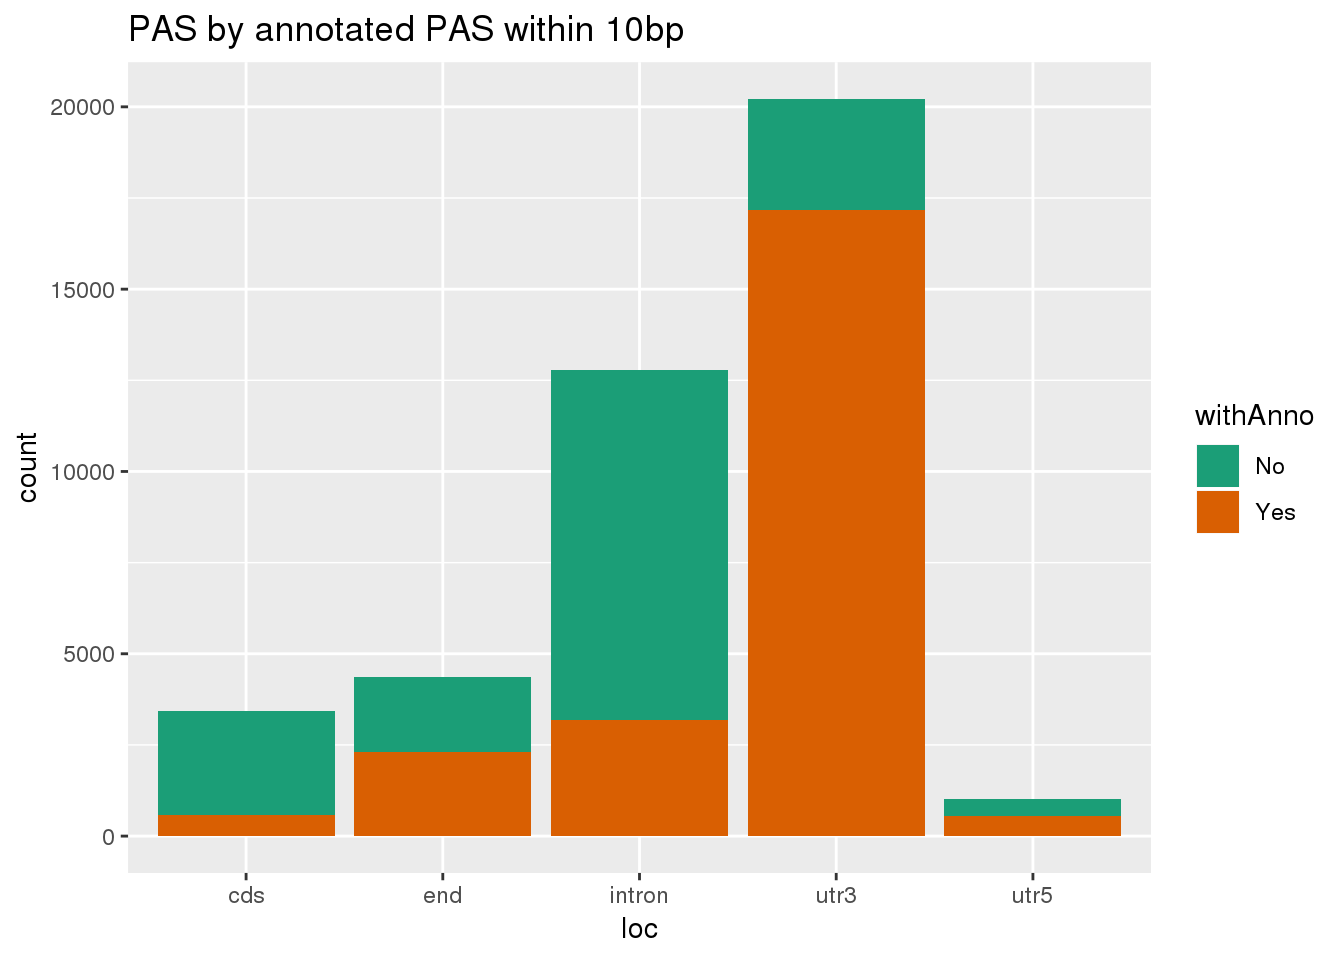 PAS by annotated PAS within 10bp
20000
15000
10000
5000
0
count
cds end intron utr3 utr5
loc
withAnno
No
Yes